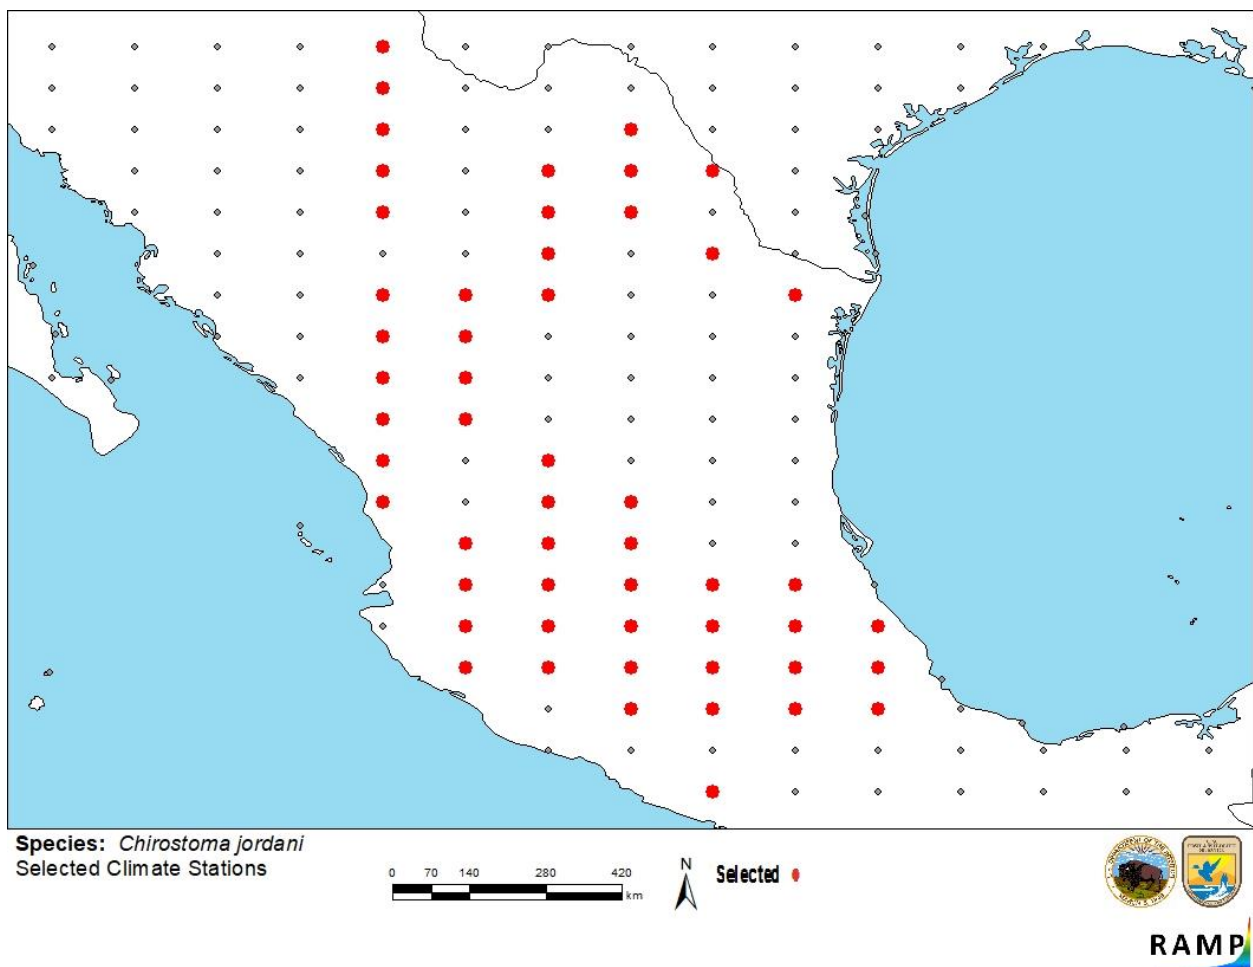 Species: Chirostoma jordani
Selected Climate Stations
0 70 140 280 420
km
N
Selected
RAMP